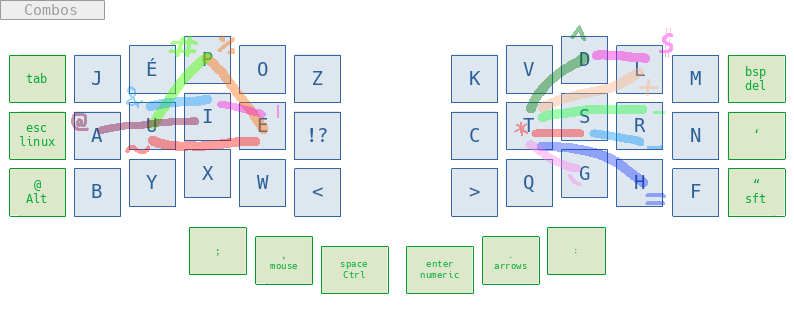 Combos
# % ^ $
tab J É P O Z K V D L M bsp del
& + 
@ | * -
esc linux A U I E !? C T S R N ‘
~ _
@ Alt B Y X W < > Q G H F “ sft
` =
; , mouse space Ctrl enter numeric . arrows :